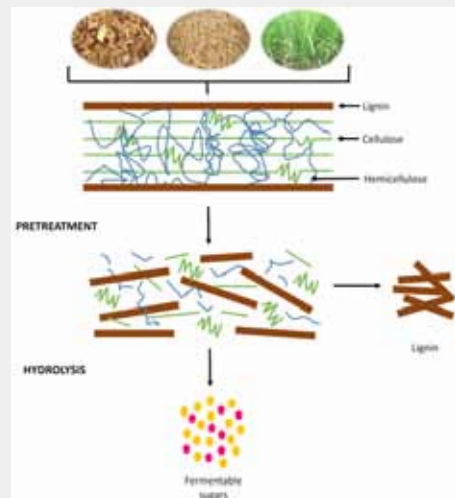 Lignin
Cellulose
Hemicellulose
PRETREATMENT
Lignin
HYDROLYSIS
Fermentable
sugars